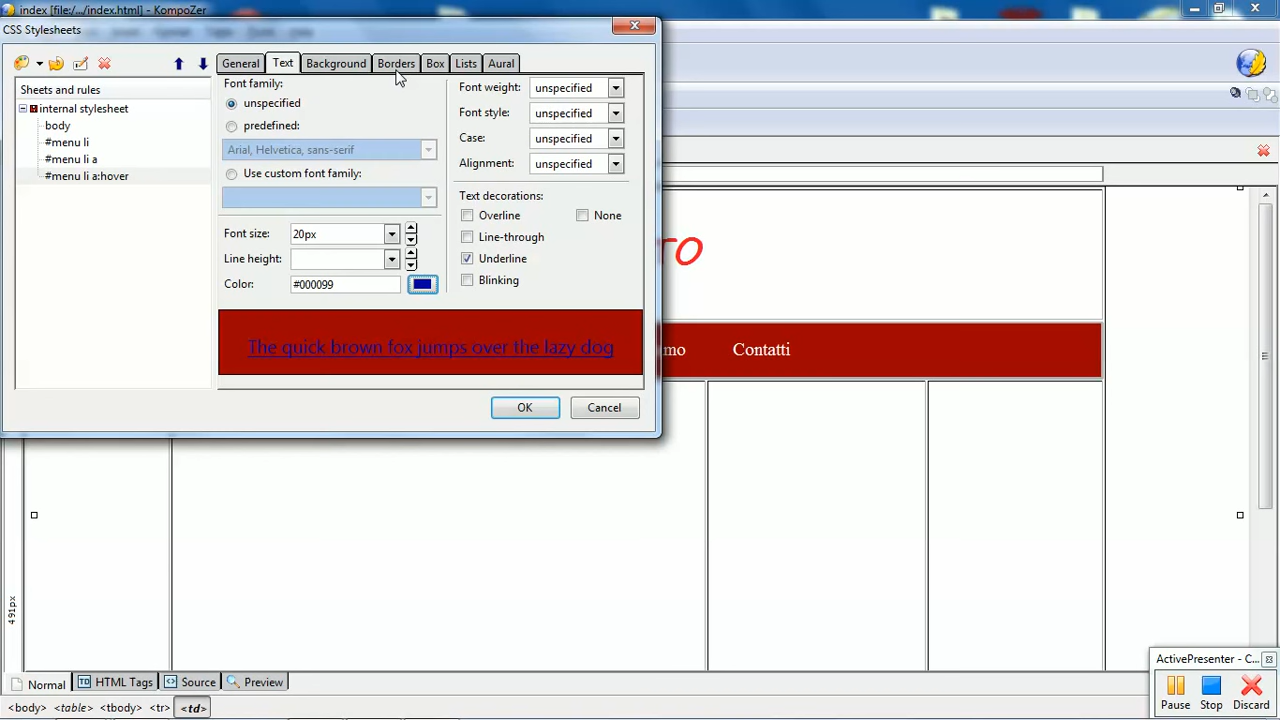 index [file:/.../index.html] - KompoZer
CSS Stylesheets
General Text Background Borders Box Lists Aural
Sheets and rules
internal stylesheet
body
#menu li
#menu li a
#menu li a:hover
Font family:
unspecified
predefined:
Arial, Helvetica, sans-serif
Use custom font family:
Font size: 20px
Line height:
Color: #000099
Font weight: unspecified
Font style: unspecified
Case: unspecified
Alignment: unspecified
Text decorations:
Overline None
Line-through
Underline
Blinking
The quick brown fox jumps over the lazy dog
OK Cancel
TO
mo Contatti
491px
Normal HTML Tags Source Preview
<body> <table> <tbody> <tr> <td>
ActivePresenter - C...
Pause Stop Discard